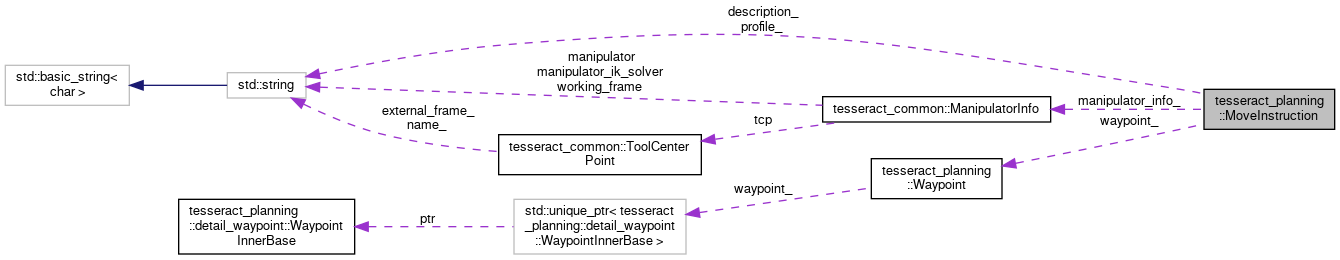 description_
profile_
std::basic_string<
char >
std::string
manipulator
manipulator_ik_solver
working_frame
tesseract_common::ManipulatorInfo
manipulator_info_
tesseract_planning
::MoveInstruction
external_frame_
name_
tcp
tesseract_common::ToolCenter
Point
waypoint_
tesseract_planning
::Waypoint
waypoint_
std::unique_ptr< tesseract
_planning::detail_waypoint
::WaypointInnerBase >
ptr
tesseract_planning
::detail_waypoint::Waypoint
InnerBase